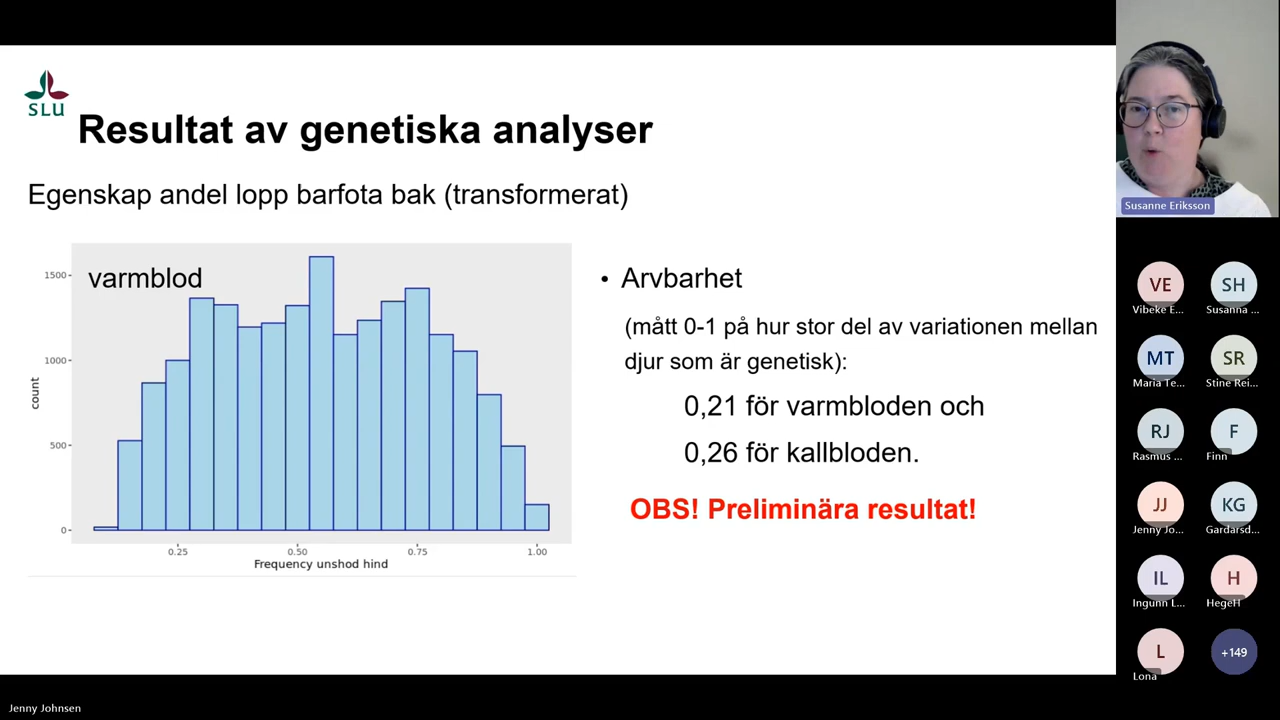 SLU
Resultat av genetiska analyser
Egenskap andel lopp barfota bak (transformerat)
varmblod
1500
1000
500
0
count
0.25 0.50 0.75 1.00
Frequency unshod hind
• Arvbarhet
(mått 0-1 på hur stor del av variationen mellan
djur som är genetisk):
0,21 för varmbloden och
0,26 för kallbloden.
OBS! Preliminära resultat!
Susanne Eriksson
VE SH
Vibeke E... Susanna ...
MT SR
Maria Te... Stine Rei...
RJ F
Rasmus ... Finn
JJ KG
Jenny Jo... Gardarsd...
IL H
Ingunn L... HegeH
L +149
Lona
Jenny Johnsen